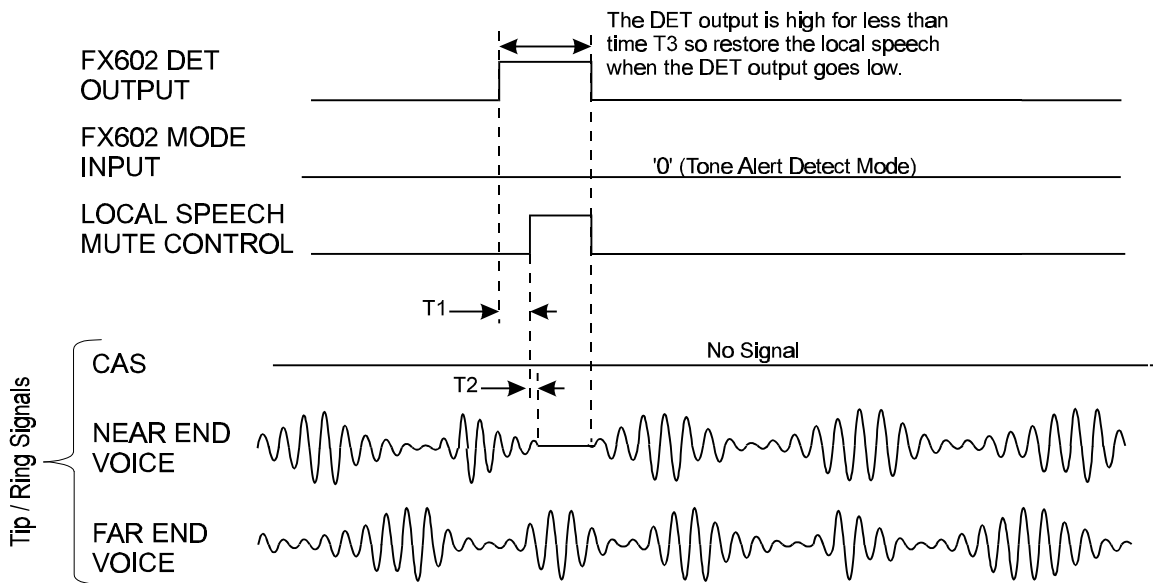 The DET output is high for less than
time T3 so restore the local speech
when the DET output goes low.
FX602 DET
OUTPUT
FX602 MODE
INPUT
'0' (Tone Alert Detect Mode)
LOCAL SPEECH
MUTE CONTROL
T1
CAS
No Signal
T2
NEAR END
VOICE
FAR END
VOICE
Tip / Ring Signals